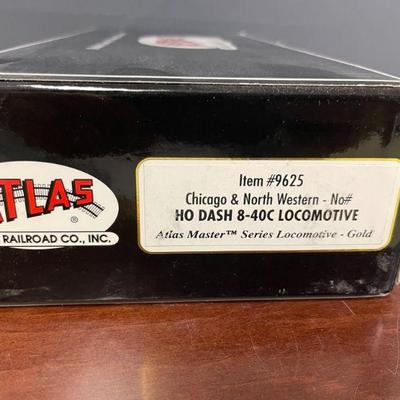 ATLAS
®
RAILROAD CO., INC.
Item #9625
Chicago & North Western - No#
HO DASH 8-40C LOCOMOTIVE
Atlas Master™ Series Locomotive - Gold